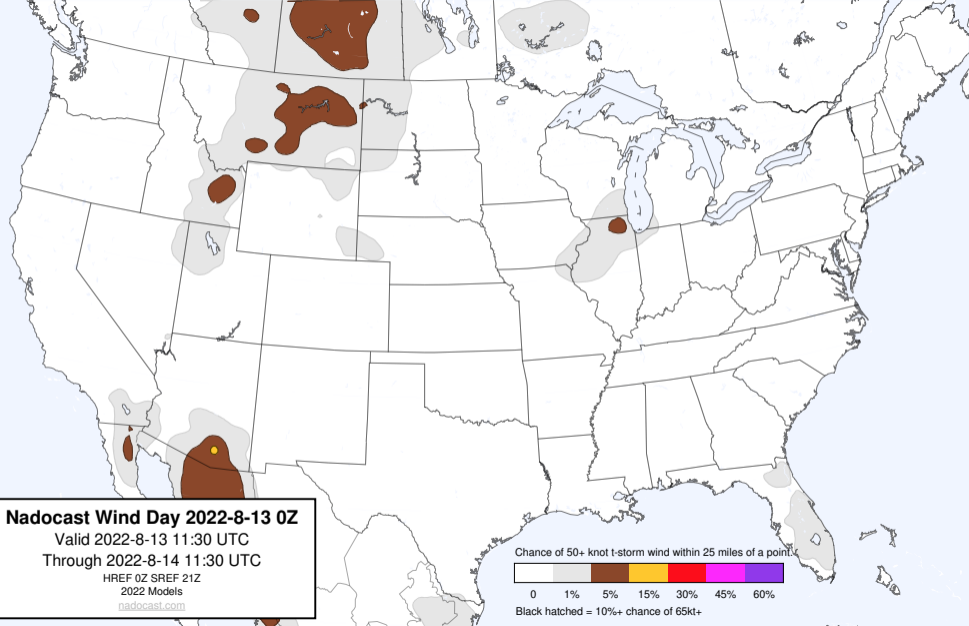 Nadocast Wind Day 2022-8-13 0Z
Valid 2022-8-13 11:30 UTC
Through 2022-8-14 11:30 UTC
HREF 0Z SREF 21Z
2022 Models
nadocast.com
Chance of 50+ knot t-storm wind within 25 miles of a point.
0 1% 5% 15% 30% 45% 60%
Black hatched = 10%+ chance of 65kt+